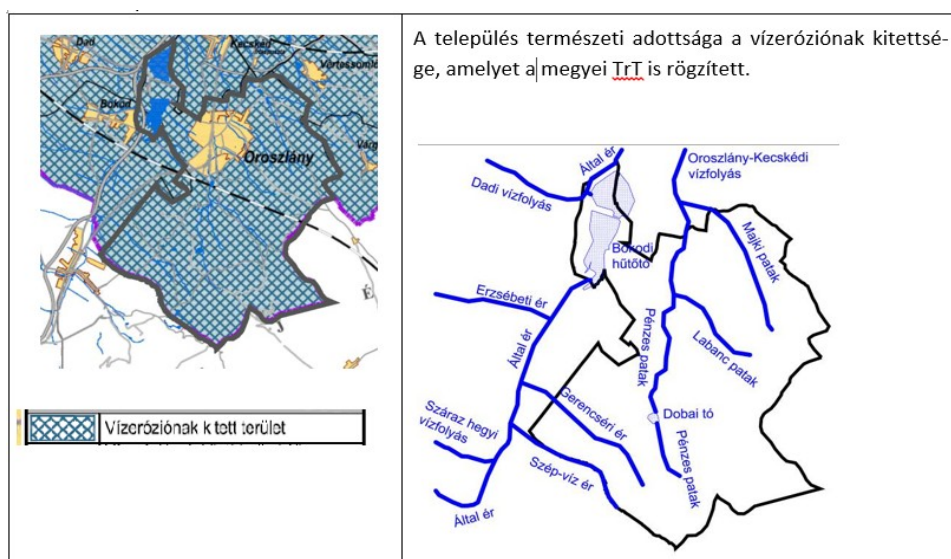 Dad
Kecskéd
Vértessomló
Bokod
Oroszlány
Várg
É
Vízeróziónak k tett terület
A település természeti adottsága a vízeróziónak kitettsé-
ge, amelyet a megyei TrT is rögzített.
Által ér
Oroszlány-Kecskédi
vízfolyás
Dadi vízfolyás
Majki patak
Bokodi
hűtőtó
Erzsébeti ér
Által ér
Pénzes patak
Labanc patak
Gerencséri ér
Dobai tó
Száraz hegyi
vízfolyás
Szép-víz ér
Pénzes patak
Által ér